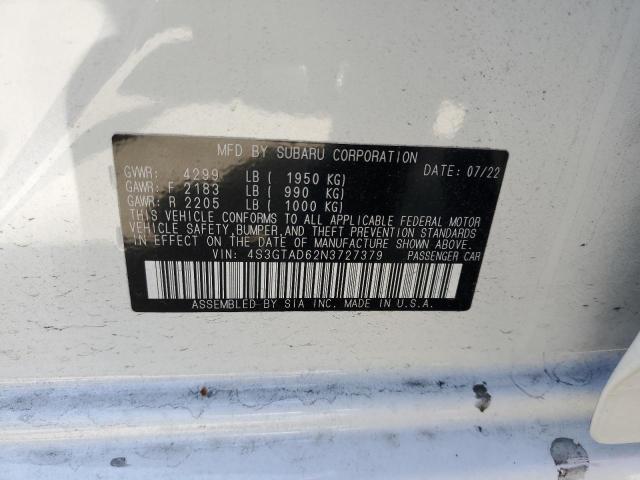 MFD BY SUBARU CORPORATION
DATE: 07/22
GVWR: 4299 LB ( 1950 KG)
GAWR: F 2183 LB ( 990 KG)
GAWR: R 2205 LB ( 1000 KG)
THIS VEHICLE CONFORMS TO ALL APPLICABLE FEDERAL MOTOR
VEHICLE SAFETY, BUMPER, AND THEFT PREVENTION STANDARDS
IN EFFECT ON THE DATE OF MANUFACTURE SHOWN ABOVE.
VIN: 4S3GTAD62N3727379 PASSENGER CAR
ASSEMBLED BY SIA INC. MADE IN U.S.A.